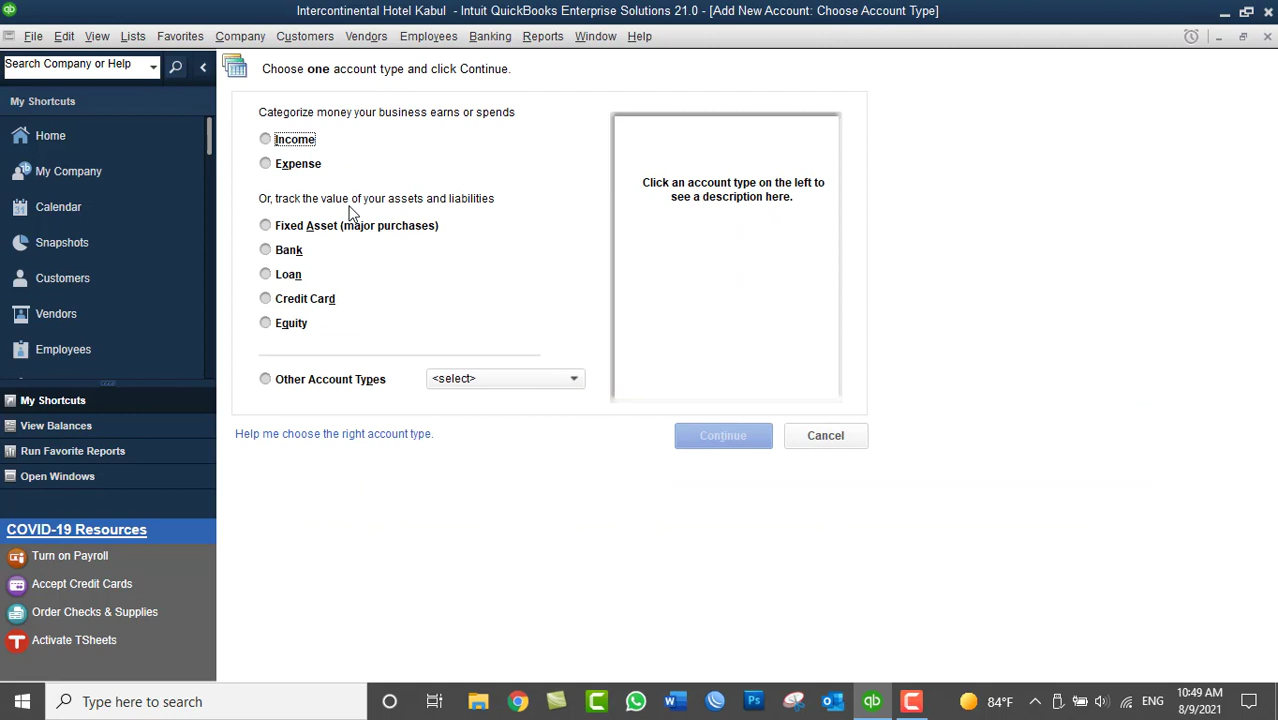 Intercontinental Hotel Kabul - Intuit QuickBooks Enterprise Solutions 21.0 - [Add New Account: Choose Account Type]
File Edit View Lists Favorites Company Customers Vendors Employees Banking Reports Window Help
Search Company or Help
My Shortcuts
Home
My Company
Calendar
Snapshots
Customers
Vendors
Employees
My Shortcuts
View Balances
Run Favorite Reports
Open Windows
COVID-19 Resources
Turn on Payroll
Accept Credit Cards
Order Checks & Supplies
Activate TSheets
Choose one account type and click Continue.
Categorize money your business earns or spends
Income
Expense
Or, track the value of your assets and liabilities
Fixed Asset (major purchases)
Bank
Loan
Credit Card
Equity
Other Account Types <select>
Click an account type on the left to
see a description here.
Help me choose the right account type.
Continue Cancel
Type here to search
84°F
ENG
10:49 AM
8/9/2021